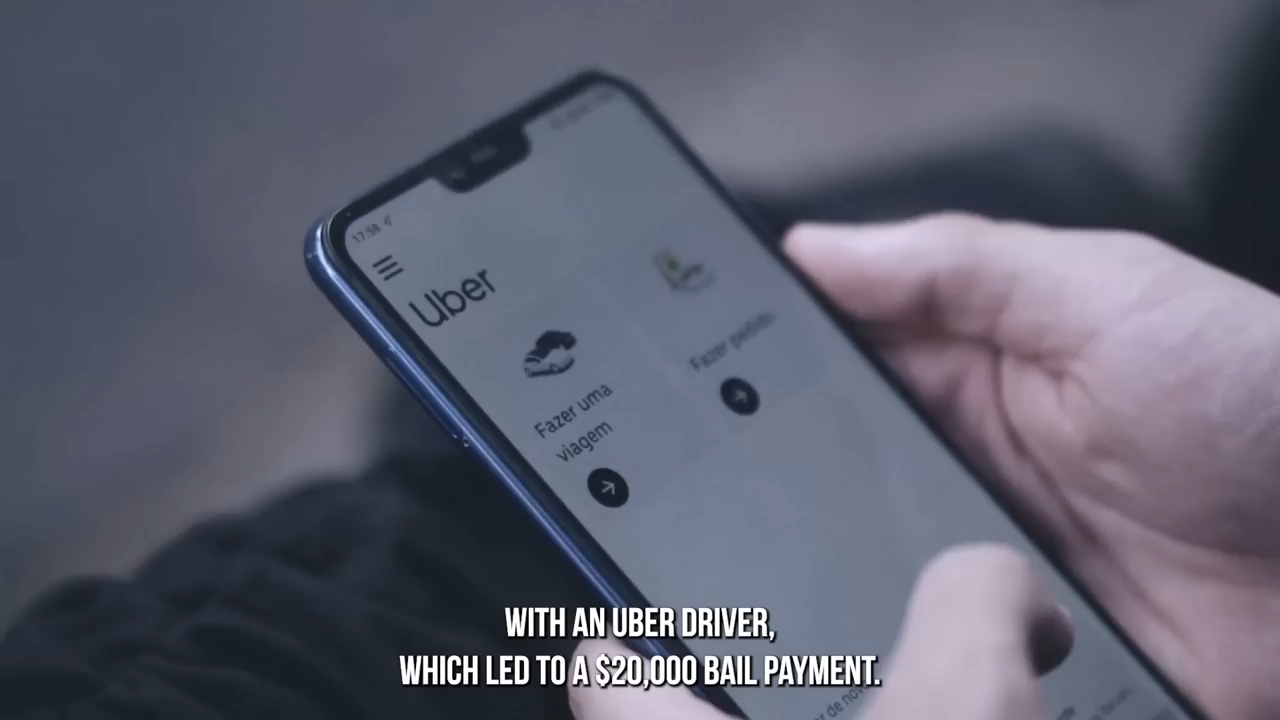 17:58
Uber
Fazer uma
viagem
Fazer pedido
WITH AN UBER DRIVER,
WHICH LED TO A $20,000 BAIL PAYMENT.